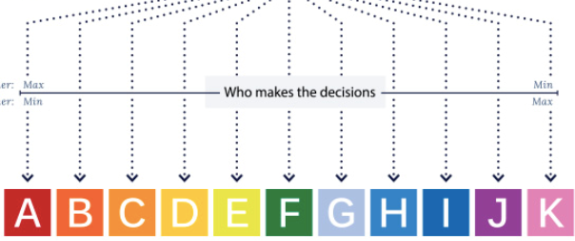 er: Max Min
Who makes the decisions
er: Min Max
A B C D E F G H I J K